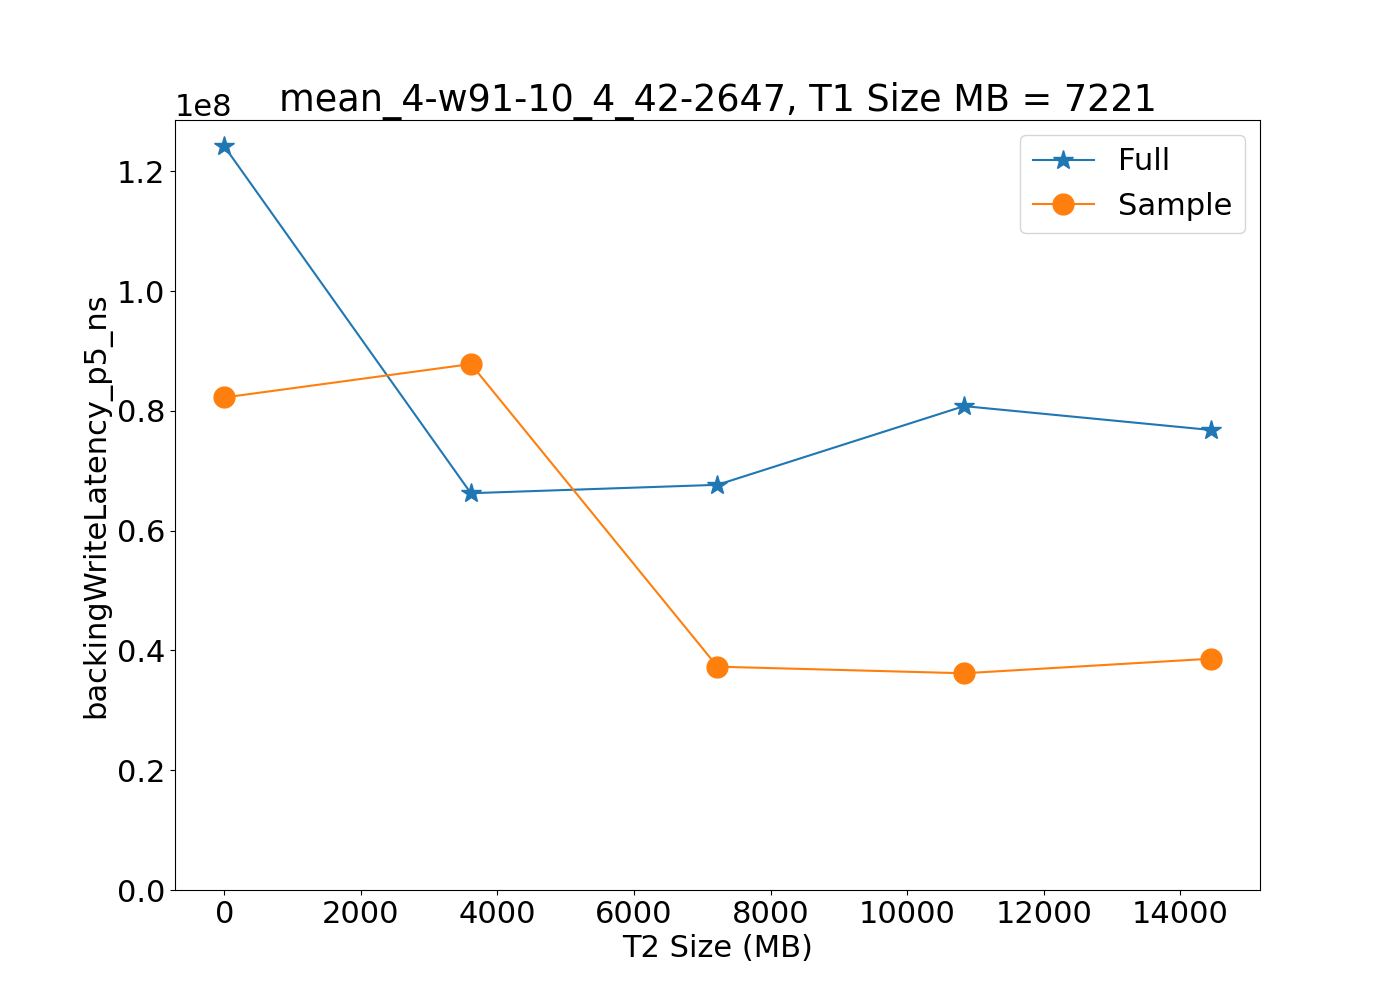 mean_4-w91-10_4_42-2647, T1 Size MB = 7221
1e8
Full
Sample
1.2
1.0
0.8
0.6
0.4
0.2
0.0
backingWriteLatency_p5_ns
0 2000 4000 6000 8000 10000 12000 14000
T2 Size (MB)